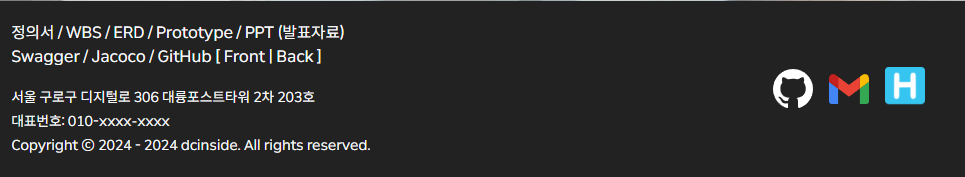 정의서 / WBS / ERD / Prototype / PPT (발표자료)
Swagger / Jacoco / GitHub [ Front | Back ]
서울 구로구 디지털로 306 대륭포스트타워 2차 203호
대표번호: 010-xxxx-xxxx
Copyright © 2024 - 2024 dcinside. All rights reserved.
H